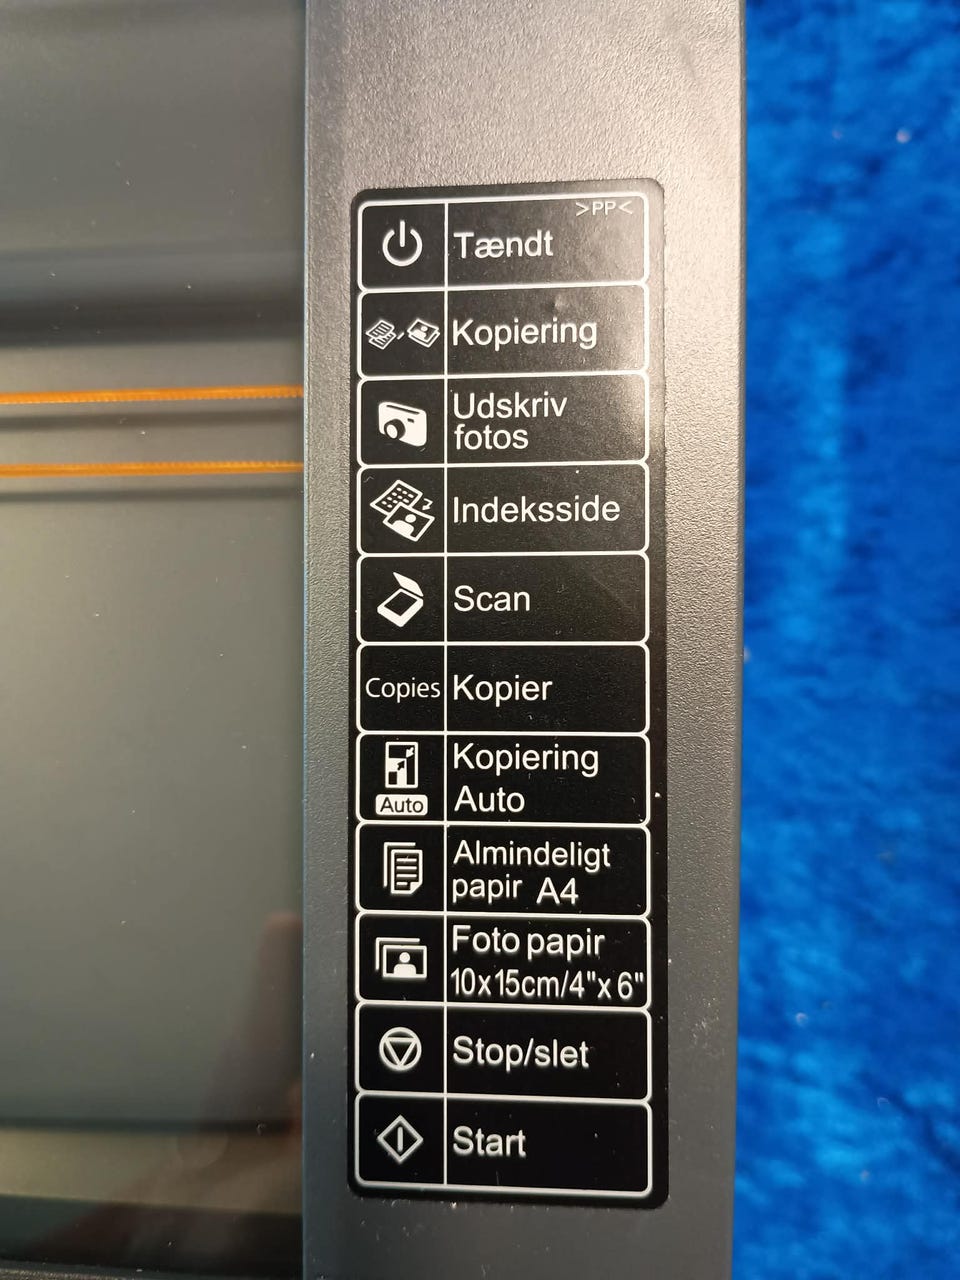 >PP<
Tændt
Kopiering
Udskriv
fotos
Indeksside
Scan
Copies Kopier
Kopiering
Auto Auto
Almindeligt
papir A4
Foto papir
10x15cm/4"x 6"
Stop/slet
Start